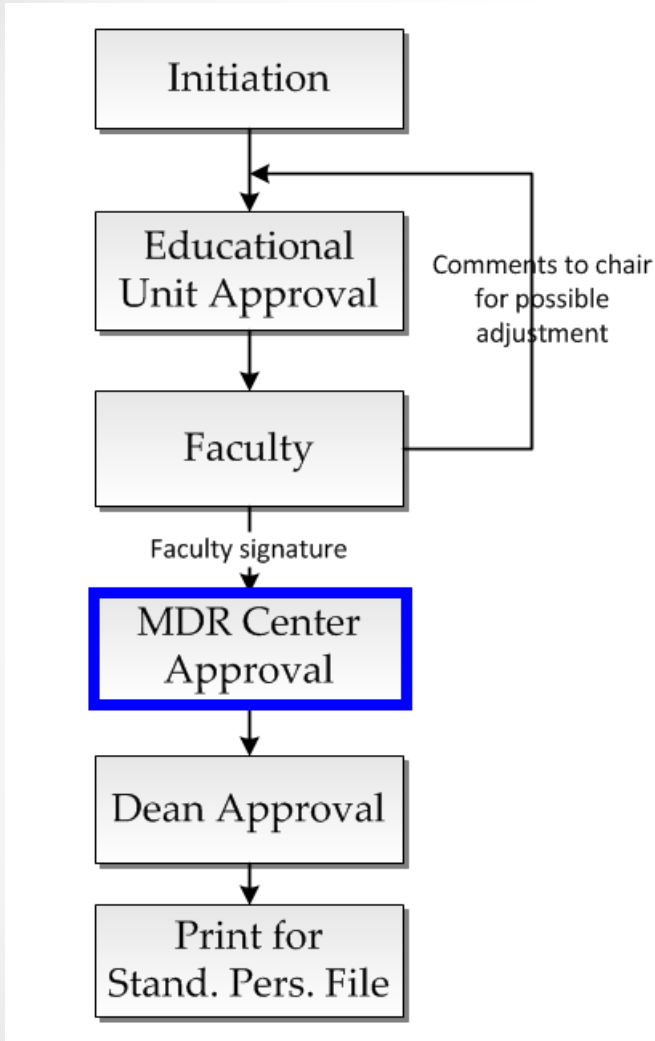 Initiation
Educational
Unit Approval
Comments to chair
for possible
adjustment
Faculty
Faculty signature
MDR Center
Approval
Dean Approval
Print for
Stand. Pers. File